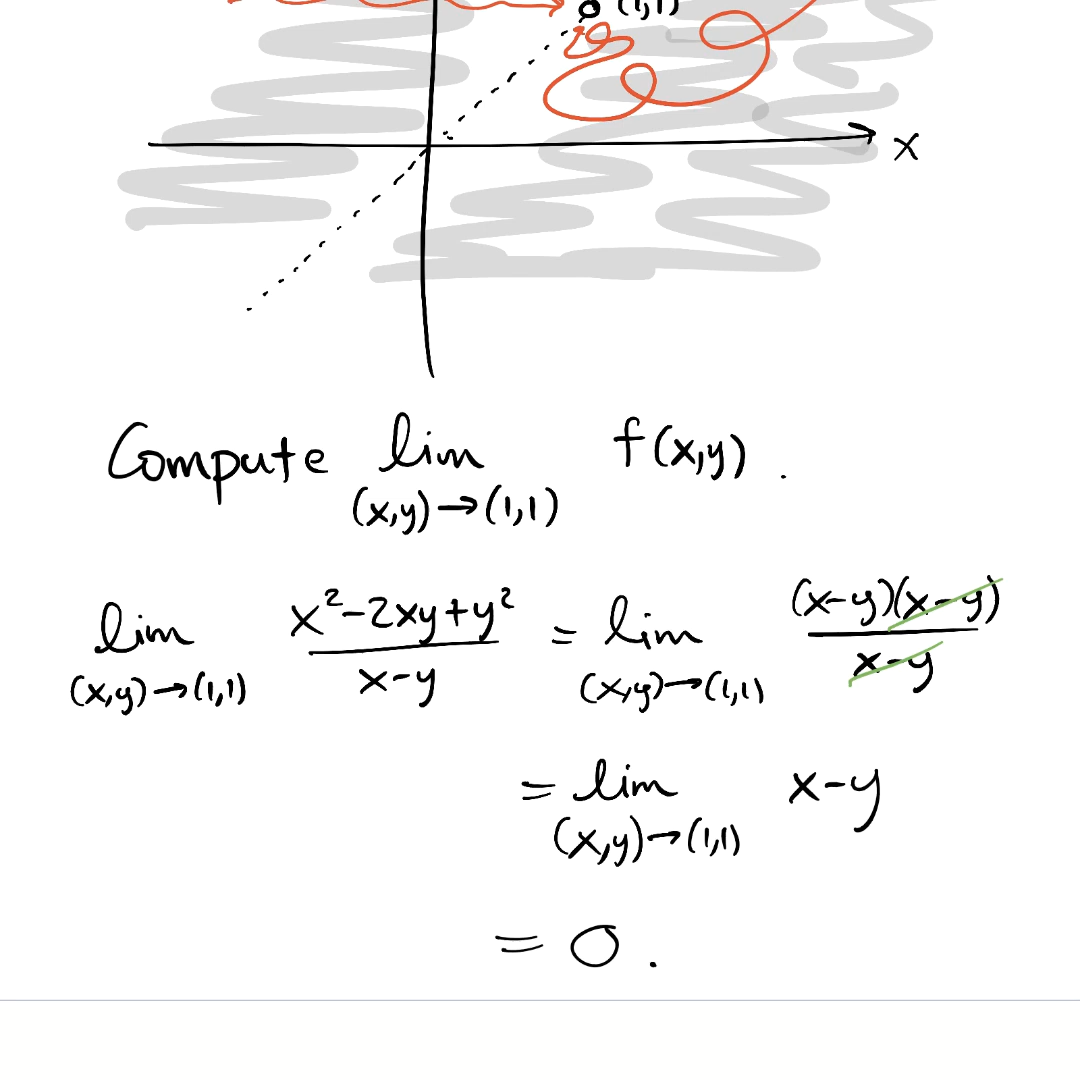 (1,1)
x
Compute lim f(x,y).
(x,y)→(1,1)
lim x²-2xy+y² / x-y = lim (x-y)(x-y) / x-y
(x,y)→(1,1) (x,y)→(1,1)
= lim x-y
(x,y)→(1,1)
= 0.